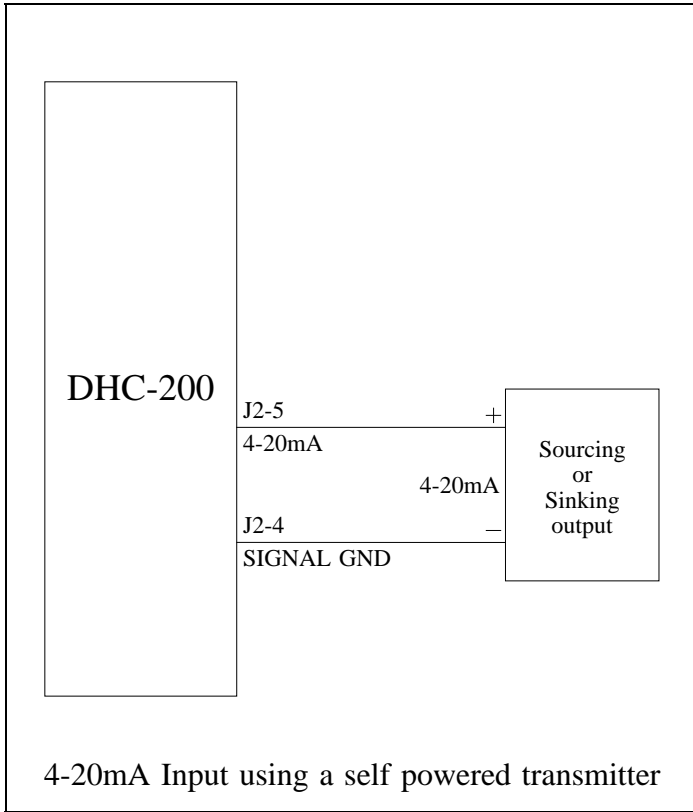 DHC-200
J2-5
+
4-20mA
Sourcing
or
Sinking
output
4-20mA
J2-4
−
SIGNAL GND
4-20mA Input using a self powered transmitter